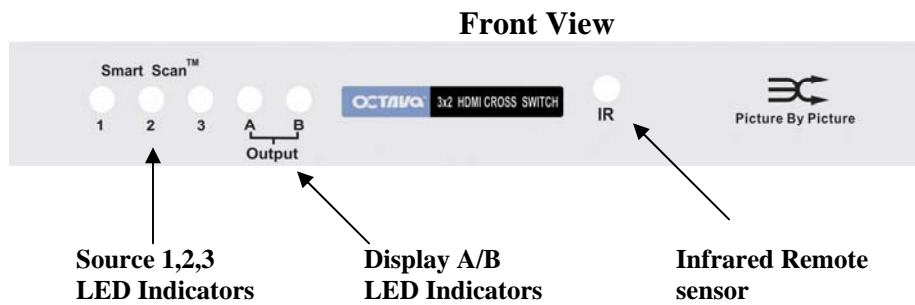 Front View
Smart Scan™
1 2 3 A B
Output
OCTAVA 3x2 HDMI CROSS SWITCH
IR
Picture By Picture
Source 1,2,3
LED Indicators
Display A/B
LED Indicators
Infrared Remote
sensor